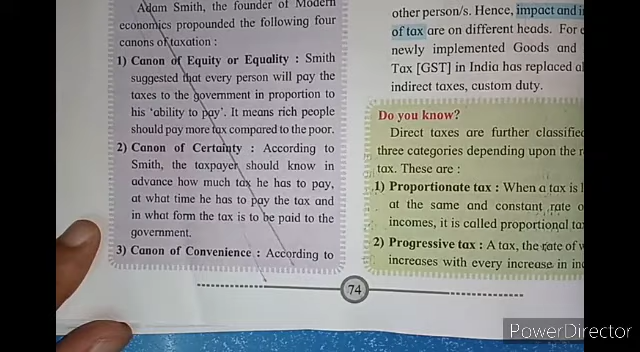 Adam Smith, the founder of Modern
economics propounded the following four
canons of taxation :
1) Canon of Equity or Equality : Smith
suggested that every person will pay the
taxes to the government in proportion to
his 'ability to pay'. It means rich people
should pay more tax compared to the poor.
2) Canon of Certainty : According to
Smith, the taxpayer should know in
advance how much tax he has to pay,
at what time he has to pay the tax and
in what form the tax is to be paid to the
government.
3) Canon of Convenience : According to
other person/s. Hence, impact and
of tax are on different heads. For
newly implemented Goods and
Tax [GST] in India has replaced
indirect taxes, custom duty.
Do you know?
Direct taxes are further classified
three categories depending upon the
tax. These are :
1) Proportionate tax : When a tax is
at the same and constant rate
incomes, it is called proportional
2) Progressive tax : A tax, the rate of
increases with every increase in
74
PowerDirector